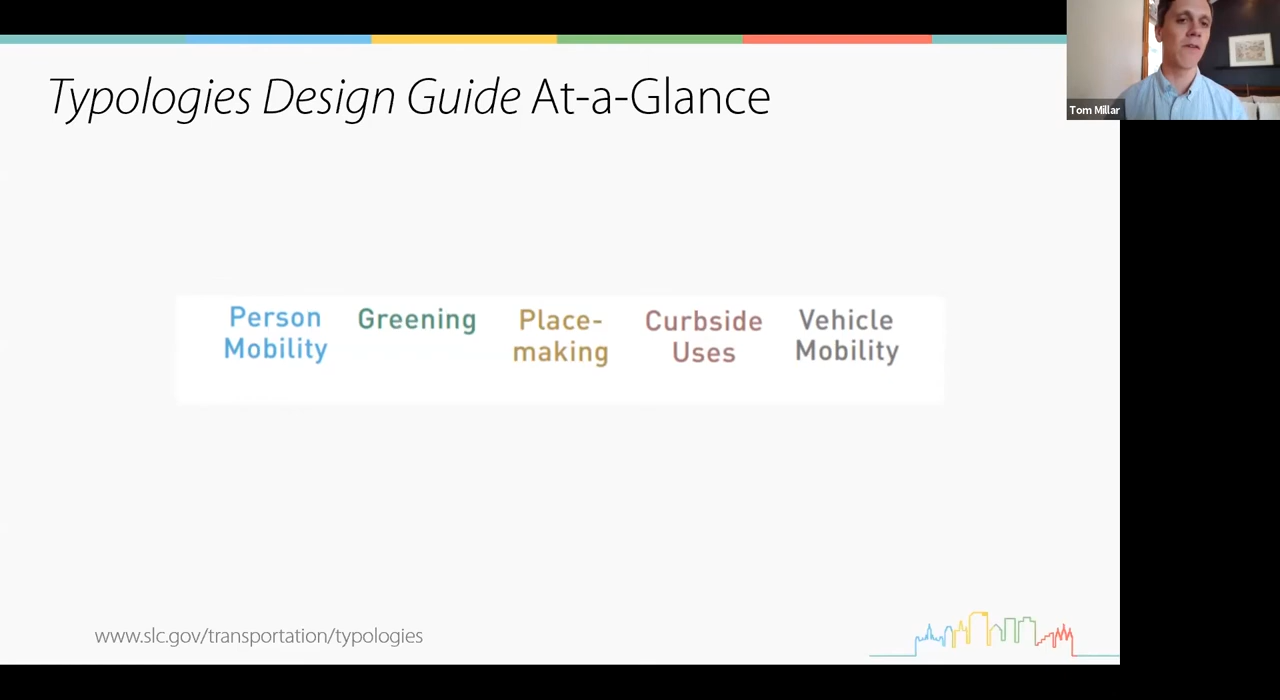 Typologies Design Guide At-a-Glance
Tom Millar
Person Mobility
Greening
Place-making
Curbside Uses
Vehicle Mobility
www.slc.gov/transportation/typologies